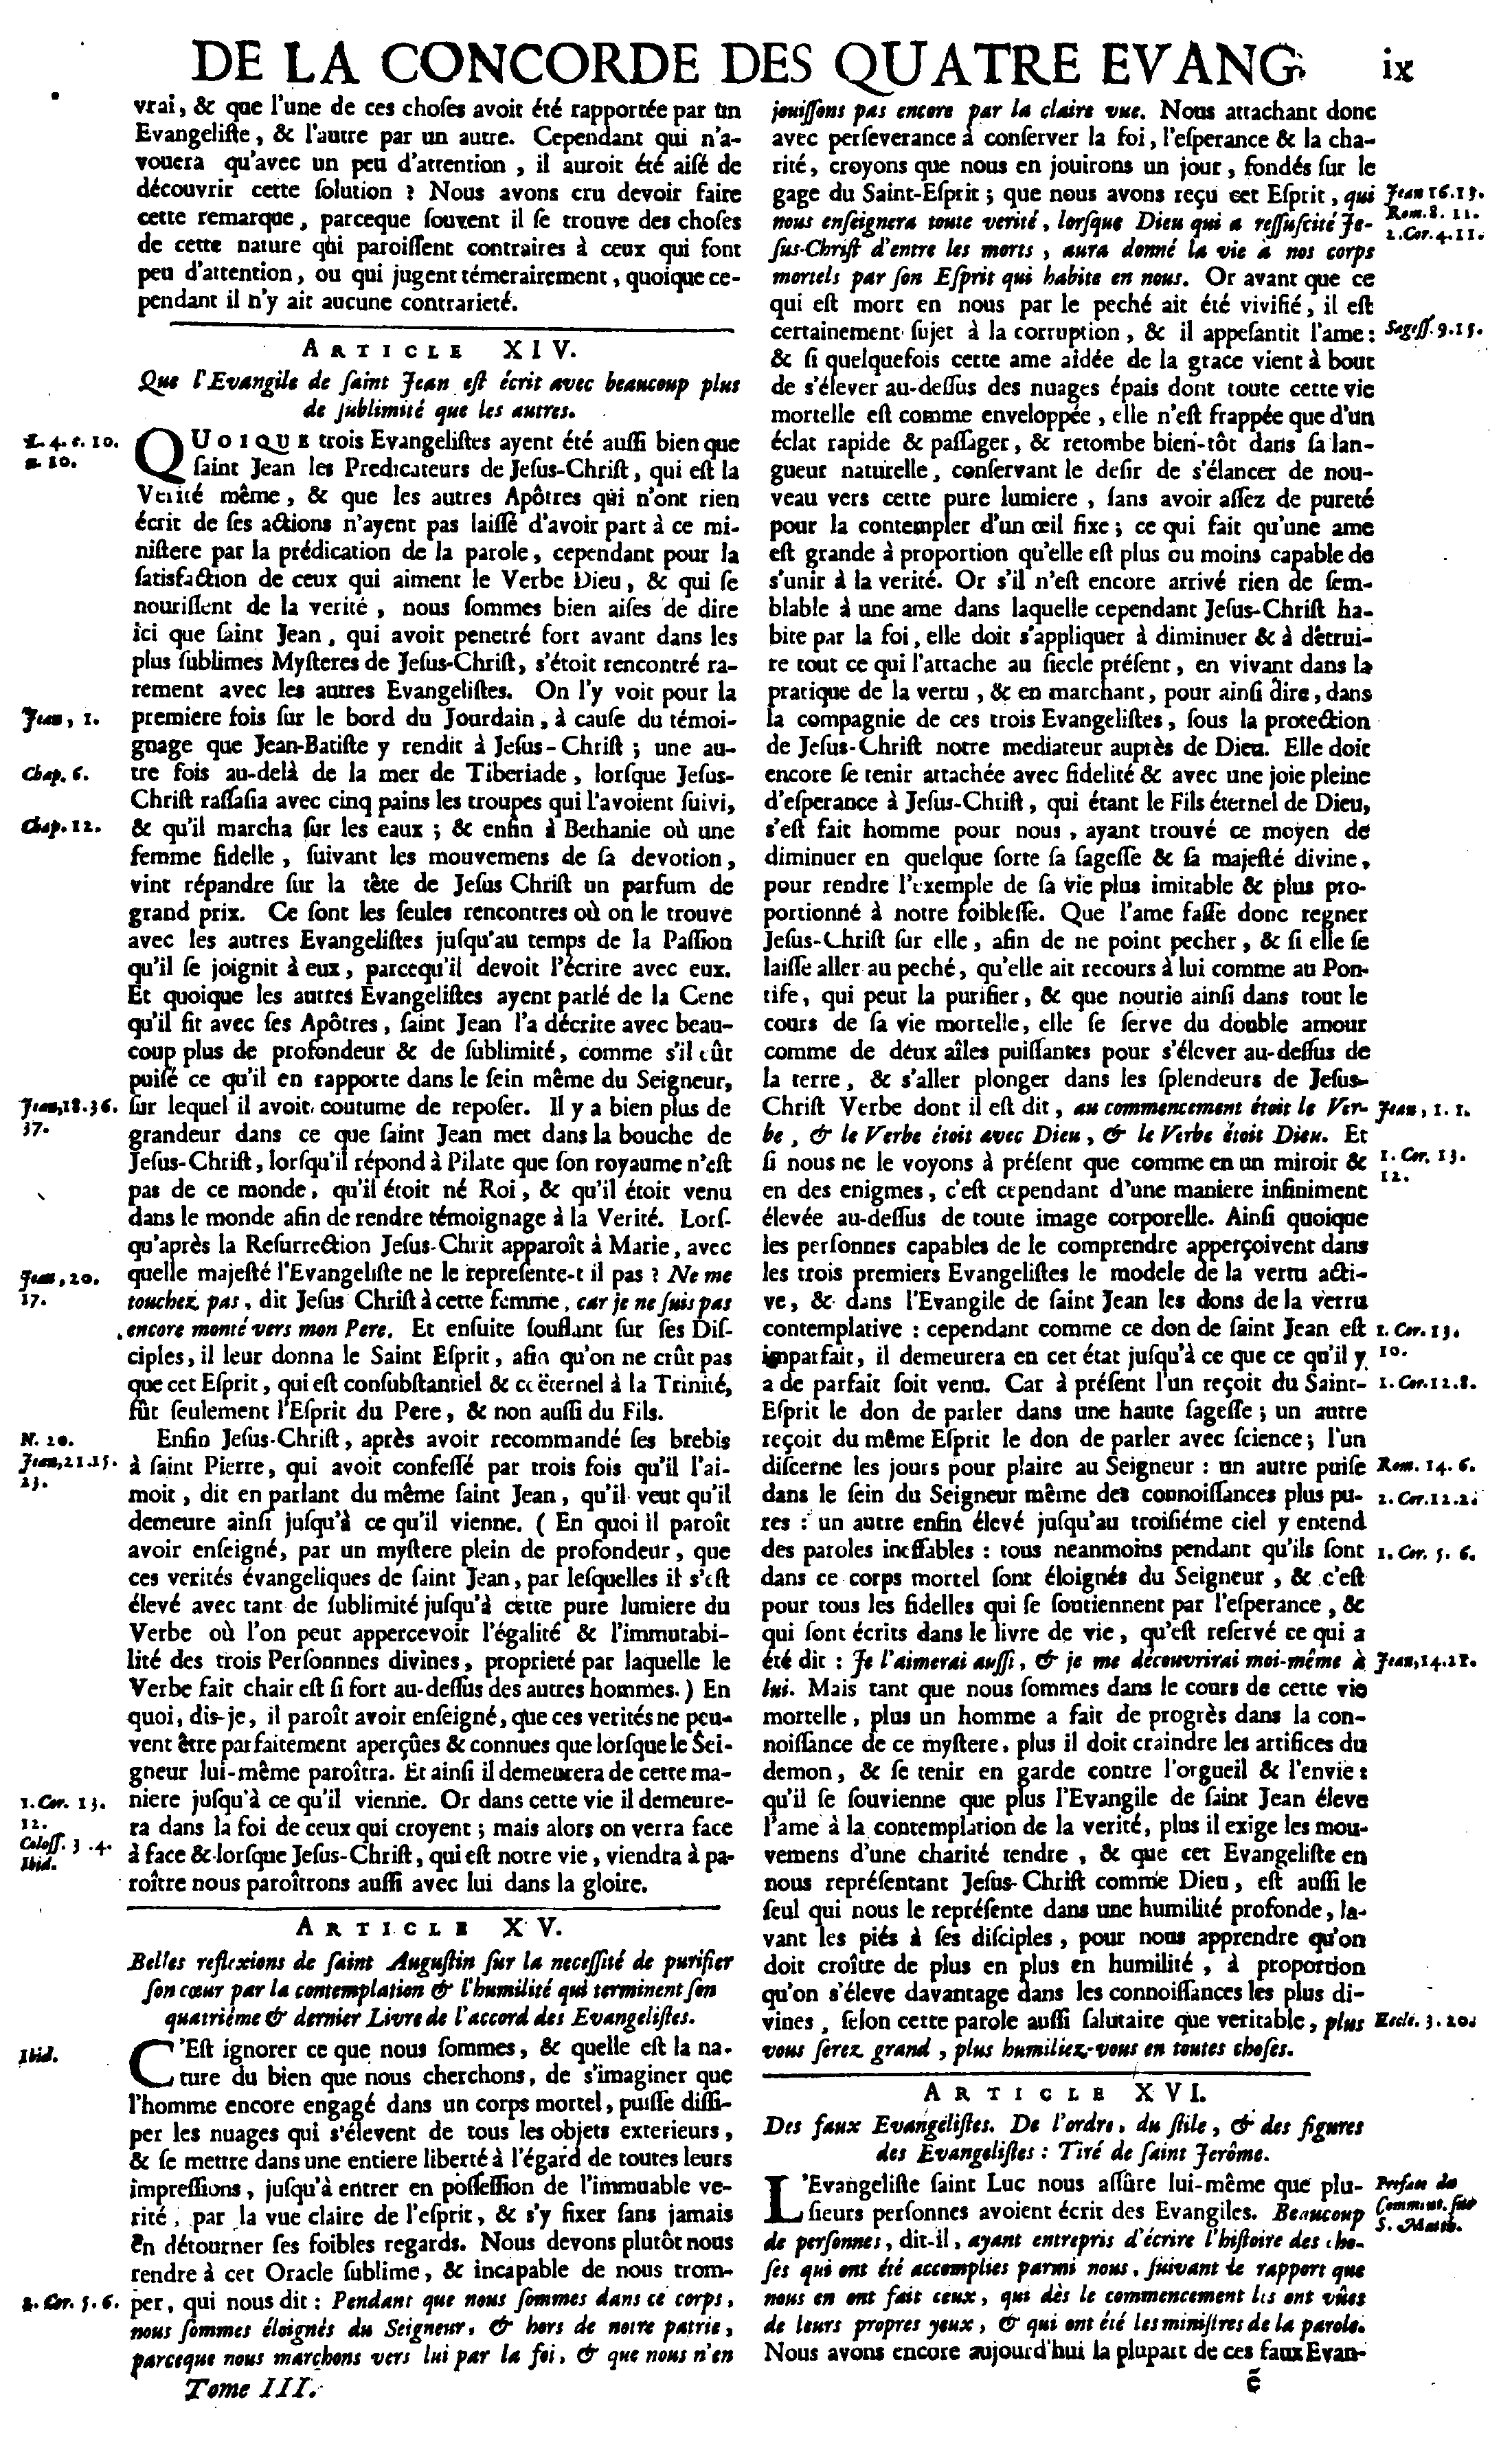 DE LA CONCORDE DES QUATRE EVANG. ix
vrai, & que l'une de ces choſes avoit été rapportée par un
Evangeliſte, & l'autre par un autre. Cependant qui n'a-
vouera qu'avec un peu d'attention, il auroit été aiſé de
découvrir cette ſolution ? Nous avons cru devoir faire
cette remarque, parceque ſouvent il ſe trouve des choſes
de cette nature qui paroiſſent contraires à ceux qui font
peu d'attention, ou qui jugent témerairement, quoique ce-
pendant il n'y ait aucune contrarieté.
ARTICLE XIV.
Que l'Evangile de ſaint Jean eſt écrit avec beaucoup plus
de ſublimité que les autres.
L. 4. c. 10.
n. 10.
QUOIQUE trois Evangeliſtes ayent été auſſi bien que
ſaint Jean les Predicateurs de Jeſus-Chriſt, qui eſt la
Verité même, & que les autres Apôtres qui n'ont rien
écrit de ſes actions n'ayent pas laiſſé d'avoir part à ce mi-
niſtere par la prédication de la parole, cependant pour la
ſatisfaction de ceux qui aiment le Verbe Dieu, & qui ſe
nouriſſent de la verité, nous ſommes bien aiſes de dire
ici que ſaint Jean, qui avoit penetré fort avant dans les
plus ſublimes Myſteres de Jeſus-Chriſt, s'étoit rencontré ra-
rement avec les autres Evangeliſtes. On l'y voit pour la
Jean, 1.
premiere fois ſur le bord du Jourdain, à cauſe du témoi-
gnage que Jean-Batiſte y rendit à Jeſus-Chriſt ; une au-
Chap. 6.
tre fois au-delà de la mer de Tiberiade, lorſque Jeſus-
Chriſt raſſaſia avec cinq pains les troupes qui l'avoient ſuivi,
Chap. 12.
& qu'il marcha ſur les eaux ; & enfin à Bethanie où une
femme fidelle, ſuivant les mouvemens de ſa devotion,
vint répandre ſur la tête de Jeſus Chriſt un parfum de
grand prix. Ce ſont les ſeules rencontres où on le trouve
avec les autres Evangeliſtes juſqu'au temps de la Paſſion
qu'il ſe joignit à eux, parcequ'il devoit l'écrire avec eux.
Et quoique les autres Evangeliſtes ayent parlé de la Cene
qu'il fit avec ſes Apôtres, ſaint Jean l'a décrite avec beau-
coup plus de profondeur & de ſublimité, comme s'il eût
puiſé ce qu'il en rapporte dans le ſein même du Seigneur,
Jean, 18. 36.
37.
ſur lequel il avoit coutume de repoſer. Il y a bien plus de
grandeur dans ce que ſaint Jean met dans la bouche de
Jeſus-Chriſt, lorſqu'il répond à Pilate que ſon royaume n'eſt
pas de ce monde, qu'il étoit né Roi, & qu'il étoit venu
dans le monde afin de rendre témoignage à la Verité. Lorſ-
qu'après la Reſurrection Jeſus-Chrit apparoît à Marie, avec
Jean, 20.
17.
quelle majeſté l'Evangeliſte ne le repreſente-t il pas ? Ne me
touchez pas, dit Jeſus Chriſt à cette femme, car je ne ſuis pas
encore monté vers mon Pere. Et enſuite ſouflant ſur ſes Diſ-
ciples, il leur donna le Saint Eſprit, afin qu'on ne crût pas
que cet Eſprit, qui eſt conſubſtantiel & coëternel à la Trinité,
fût ſeulement l'Eſprit du Pere, & non auſſi du Fils.
N. 20.
Jean, 21. 15.
23.
Enfin Jeſus-Chriſt, après avoir recommandé ſes brebis
à ſaint Pierre, qui avoit confeſſé par trois fois qu'il l'ai-
moit, dit en parlant du même ſaint Jean, qu'il veut qu'il
demeure ainſi juſqu'à ce qu'il vienne. ( En quoi il paroît
avoir enſeigné, par un myſtere plein de profondeur, que
ces verités évangeliques de ſaint Jean, par leſquelles il s'eſt
élevé avec tant de ſublimité juſqu'à cette pure lumiere du
Verbe où l'on peut appercevoir l'égalité & l'immutabi-
lité des trois Perſonnnes divines, proprieté par laquelle le
Verbe fait chair eſt ſi fort au-deſſus des autres hommes. ) En
quoi, dis-je, il paroît avoir enſeigné, que ces verités ne peu-
vent être parfaitement aperçûes & connues que lorſque le Sei-
gneur lui-même paroîtra. Et ainſi il demeurera de cette ma-
1. Cor. 13.
12.
Coloſſ. 3. 4.
Ibid.
niere juſqu'à ce qu'il vienne. Or dans cette vie il demeure-
ra dans la foi de ceux qui croyent ; mais alors on verra face
à face & lorſque Jeſus-Chriſt, qui eſt notre vie, viendra à pa-
roître nous paroîtrons auſſi avec lui dans la gloire.
ARTICLE XV.
Belles reflexions de ſaint Auguſtin ſur la neceſſité de purifier
ſon cœur par la contemplation & l'humilité qui terminent ſon
quatriéme & dernier Livre de l'accord des Evangeliſtes.
Ibid.
C'Eſt ignorer ce que nous ſommes, & quelle eſt la na-
ture du bien que nous cherchons, de s'imaginer que
l'homme encore engagé dans un corps mortel, puiſſe diſſi-
per les nuages qui s'élevent de tous les objets exterieurs,
& ſe mettre dans une entiere liberté à l'égard de toutes leurs
impreſſions, juſqu'à entrer en poſſeſſion de l'immuable ve-
rité, par la vue claire de l'eſprit, & s'y fixer ſans jamais
en détourner ſes foibles regards. Nous devons plutôt nous
rendre à cet Oracle ſublime, & incapable de nous trom-
2. Cor. 5. 6.
per, qui nous dit : Pendant que nous ſommes dans ce corps,
nous ſommes éloignés du Seigneur, & hors de notre patrie,
parceque nous marchons vers lui par la foi, & que nous n'en
Tome III.
jouiſſons pas encore par la claire vue. Nous attachant donc
avec perſeverance à conſerver la foi, l'eſperance & la cha-
rité, croyons que nous en jouirons un jour, fondés ſur le
gage du Saint-Eſprit ; que nous avons reçu cet Eſprit, qui
Jean 16. 13.
Rom. 8. 11.
2. Cor. 4. 11.
nous enſeignera toute verité, lorſque Dieu qui a reſſuſcité Je-
ſus-Chriſt d'entre les morts, aura donné la vie à nos corps
mortels par ſon Eſprit qui habite en nous. Or avant que ce
qui eſt mort en nous par le peché ait été vivifié, il eſt
certainement ſujet à la corruption, & il appeſantit l'ame :
Sageſſ. 9. 15.
& ſi quelquefois cette ame aidée de la grace vient à bout
de s'élever au-deſſus des nuages épais dont toute cette vie
mortelle eſt comme enveloppée, elle n'eſt frappée que d'un
éclat rapide & paſſager, & retombe bien-tôt dans ſa lan-
gueur naturelle, conſervant le deſir de s'élancer de nou-
veau vers cette pure lumiere, ſans avoir aſſez de pureté
pour la contempler d'un œil fixe ; ce qui fait qu'une ame
eſt grande à proportion qu'elle eſt plus ou moins capable de
s'unir à la verité. Or s'il n'eſt encore arrivé rien de ſem-
blable à une ame dans laquelle cependant Jeſus-Chriſt ha-
bite par la foi, elle doit s'appliquer à diminuer & à détrui-
re tout ce qui l'attache au ſiecle préſent, en vivant dans la
pratique de la vertu, & en marchant, pour ainſi dire, dans
la compagnie de ces trois Evangeliſtes, ſous la protection
de Jeſus-Chriſt notre mediateur auprès de Dieu. Elle doit
encore ſe tenir attachée avec fidelité & avec une joie pleine
d'eſperance à Jeſus-Chriſt, qui étant le Fils éternel de Dieu,
s'eſt fait homme pour nous, ayant trouvé ce moyen de
diminuer en quelque ſorte ſa ſageſſe & ſa majeſté divine,
pour rendre l'exemple de ſa vie plus imitable & plus pro-
portionné à notre foibleſſe. Que l'ame faſſe donc regner
Jeſus-Chriſt ſur elle, afin de ne point pecher, & ſi elle ſe
laiſſe aller au peché, qu'elle ait recours à lui comme au Pon-
tife, qui peut la purifier, & que nourie ainſi dans tout le
cours de ſa vie mortelle, elle ſe ſerve du double amour
comme de deux aîles puiſſantes pour s'élever au-deſſus de
la terre, & s'aller plonger dans les ſplendeurs de Jeſus-
Chriſt Verbe dont il eſt dit, au commencement étoit le Ver-
Jean, 1. 1.
be, & le Verbe étoit avec Dieu, & le Verbe étoit Dieu. Et
ſi nous ne le voyons à préſent que comme en un miroir &
1. Cor. 13.
12.
en des enigmes, c'eſt cependant d'une maniere infiniment
élevée au-deſſus de toute image corporelle. Ainſi quoique
les perſonnes capables de le comprendre apperçoivent dans
les trois premiers Evangeliſtes le modele de la vertu acti-
ve, & dans l'Evangile de ſaint Jean les dons de la vertu
contemplative : cependant comme ce don de ſaint Jean eſt
1. Cor. 13.
10.
imparfait, il demeurera en cet état juſqu'à ce que ce qu'il y
a de parfait ſoit venu. Car à préſent l'un reçoit du Saint-
1. Cor. 12. 8.
Eſprit le don de parler dans une haute ſageſſe ; un autre
reçoit du même Eſprit le don de parler avec ſcience ; l'un
diſcerne les jours pour plaire au Seigneur : un autre puiſe
Rom. 14. 6.
dans le ſein du Seigneur même des connoiſſances plus pu-
2. Cor. 12. 2.
res : un autre enfin élevé juſqu'au troiſiéme ciel y entend
des paroles ineffables : tous neanmoins pendant qu'ils ſont
1. Cor. 5. 6.
dans ce corps mortel ſont éloignés du Seigneur, & c'eſt
pour tous les fidelles qui ſe ſoutiennent par l'eſperance, &
qui ſont écrits dans le livre de vie, qu'eſt reſervé ce qui a
été dit : Je l'aimerai auſſi, & je me découvrirai moi-même à
Jean, 14. 21.
lui. Mais tant que nous ſommes dans le cours de cette vie
mortelle, plus un homme a fait de progrès dans la con-
noiſſance de ce myſtere, plus il doit craindre les artifices du
demon, & ſe tenir en garde contre l'orgueil & l'envie :
qu'il ſe ſouvienne que plus l'Evangile de ſaint Jean éleve
l'ame à la contemplation de la verité, plus il exige les mou-
vemens d'une charité tendre, & que cet Evangeliſte en
nous repréſentant Jeſus-Chriſt comme Dieu, eſt auſſi le
ſeul qui nous le repréſente dans une humilité profonde, la-
vant les piés à ſes diſciples, pour nous apprendre qu'on
doit croître de plus en plus en humilité, à proportion
qu'on s'éleve davantage dans les connoiſſances les plus di-
vines, ſelon cette parole auſſi ſalutaire que veritable, plus
Eccle. 3. 20.
vous ſerez grand, plus humiliez-vous en toutes choſes.
ARTICLE XVI.
Des faux Evangéliſtes. De l'ordre, du ſtile, & des figures
des Evangeliſtes : Tiré de ſaint Jerôme.
L'Evangéliſte ſaint Luc nous aſſûre lui-même que plu-
Préface du
Comment. ſur
S. Matth.
ſieurs perſonnes avoient écrit des Evangiles. Beaucoup
de perſonnes, dit-il, ayant entrepris d'écrire l'hiſtoire des cho-
ſes qui ont été accomplies parmi nous, ſuivant le rapport que
nous en ont fait ceux, qui dès le commencement les ont vûes
de leurs propres yeux, & qui ont été les miniſtres de la parole.
Nous avons encore aujourd'hui la plupart de ces faux Evan-
ẽ